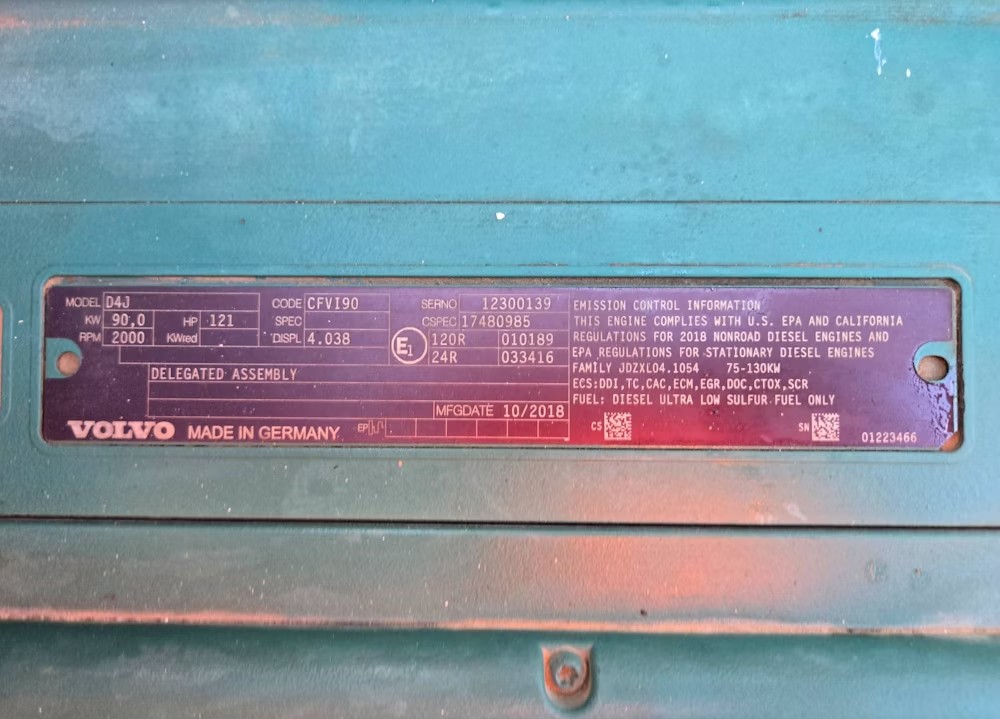 MODEL D4J CODE CFVI90 SERNO 12300139
KW 90,0 HP 121 SPEC CSPEC 17480985
RPM 2000 KWred DISPL 4.038 E1 120R 010189
24R 033416
DELEGATED ASSEMBLY
MFGDATE 10/2018
VOLVO MADE IN GERMANY EP
EMISSION CONTROL INFORMATION
THIS ENGINE COMPLIES WITH U.S. EPA AND CALIFORNIA
REGULATIONS FOR 2018 NONROAD DIESEL ENGINES AND
EPA REGULATIONS FOR STATIONARY DIESEL ENGINES
FAMILY JDZXL04.1054 75-130KW
ECS:DDI,TC,CAC,ECM,EGR,DOC,CTOX,SCR
FUEL: DIESEL ULTRA LOW SULFUR FUEL ONLY
CS SN 01223466